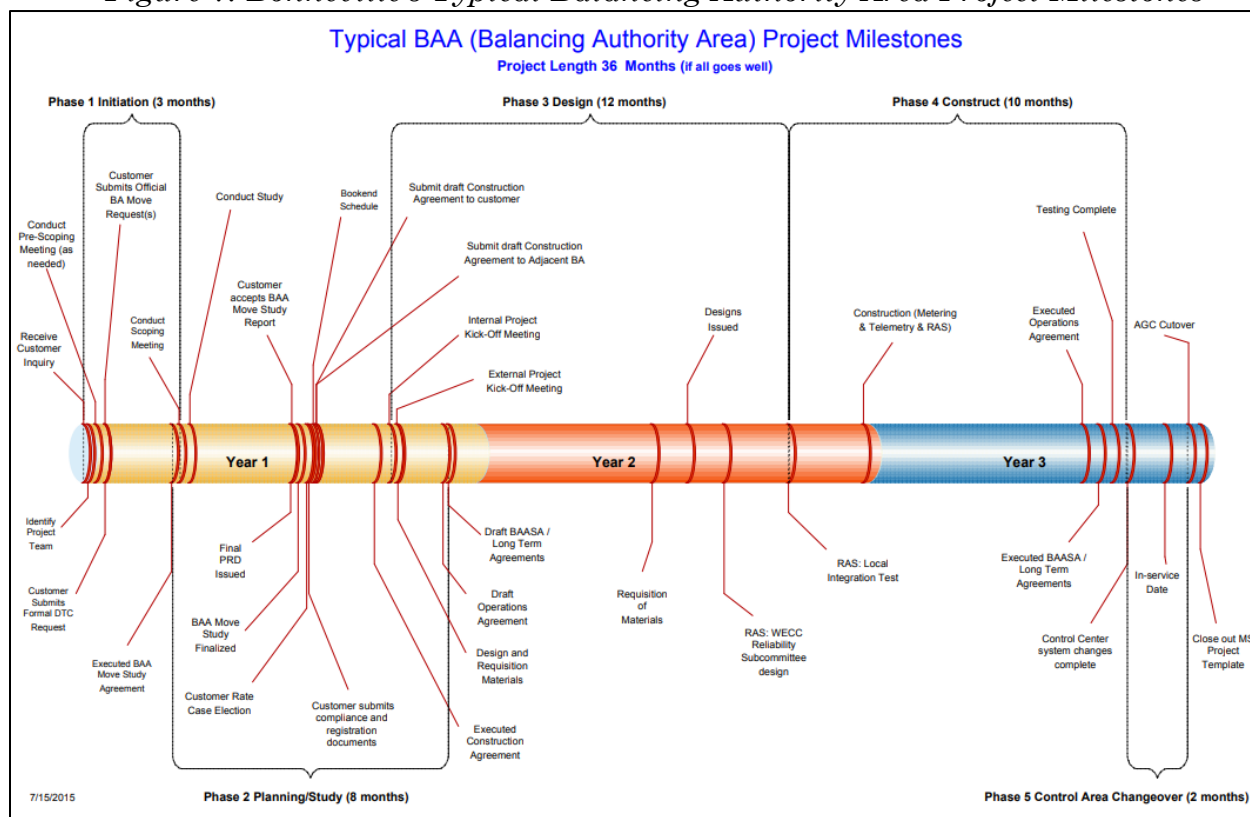 Typical BAA (Balancing Authority Area) Project Milestones
Project Length 36 Months (if all goes well)
Phase 1 Initiation (3 months)
Phase 3 Design (12 months)
Phase 4 Construct (10 months)
Customer
Submits Official
BA Move
Request(s)
Conduct Study
Bookend
Schedule
Submit draft Construction
Agreement to customer
Testing Complete
Conduct
Pre-Scoping
Meeting (as
needed)
Submit draft Construction
Agreement to Adjacent BA
Customer
accepts BAA
Move Study
Report
Conduct
Scoping
Meeting
Internal Project
Kick-Off Meeting
Designs
Issued
Construction (Metering
& Telemetry & RAS)
Executed
Operations
Agreement
AGC Cutover
Receive
Customer
Inquiry
External Project
Kick-Off Meeting
Year 1
Year 2
Year 3
Identify
Project
Team
Final
PRD
Issued
Draft BAASA /
Long Term
Agreements
RAS: Local
Integration Test
Executed BAASA /
Long Term
Agreements
In-service
Date
Customer
Submits
Formal DTC
Request
BAA Move
Study
Finalized
Draft
Operations
Agreement
Requisition
of
Materials
RAS: WECC
Reliability
Subcommittee
design
Control Center
system changes
complete
Close out MS
Project
Template
Executed BAA
Move Study
Agreement
Customer Rate
Case Election
Customer submits
compliance and
registration
documents
Design and
Requisition
Materials
Executed
Construction
Agreement
7/15/2015
Phase 2 Planning/Study (8 months)
Phase 5 Control Area Changeover (2 months)